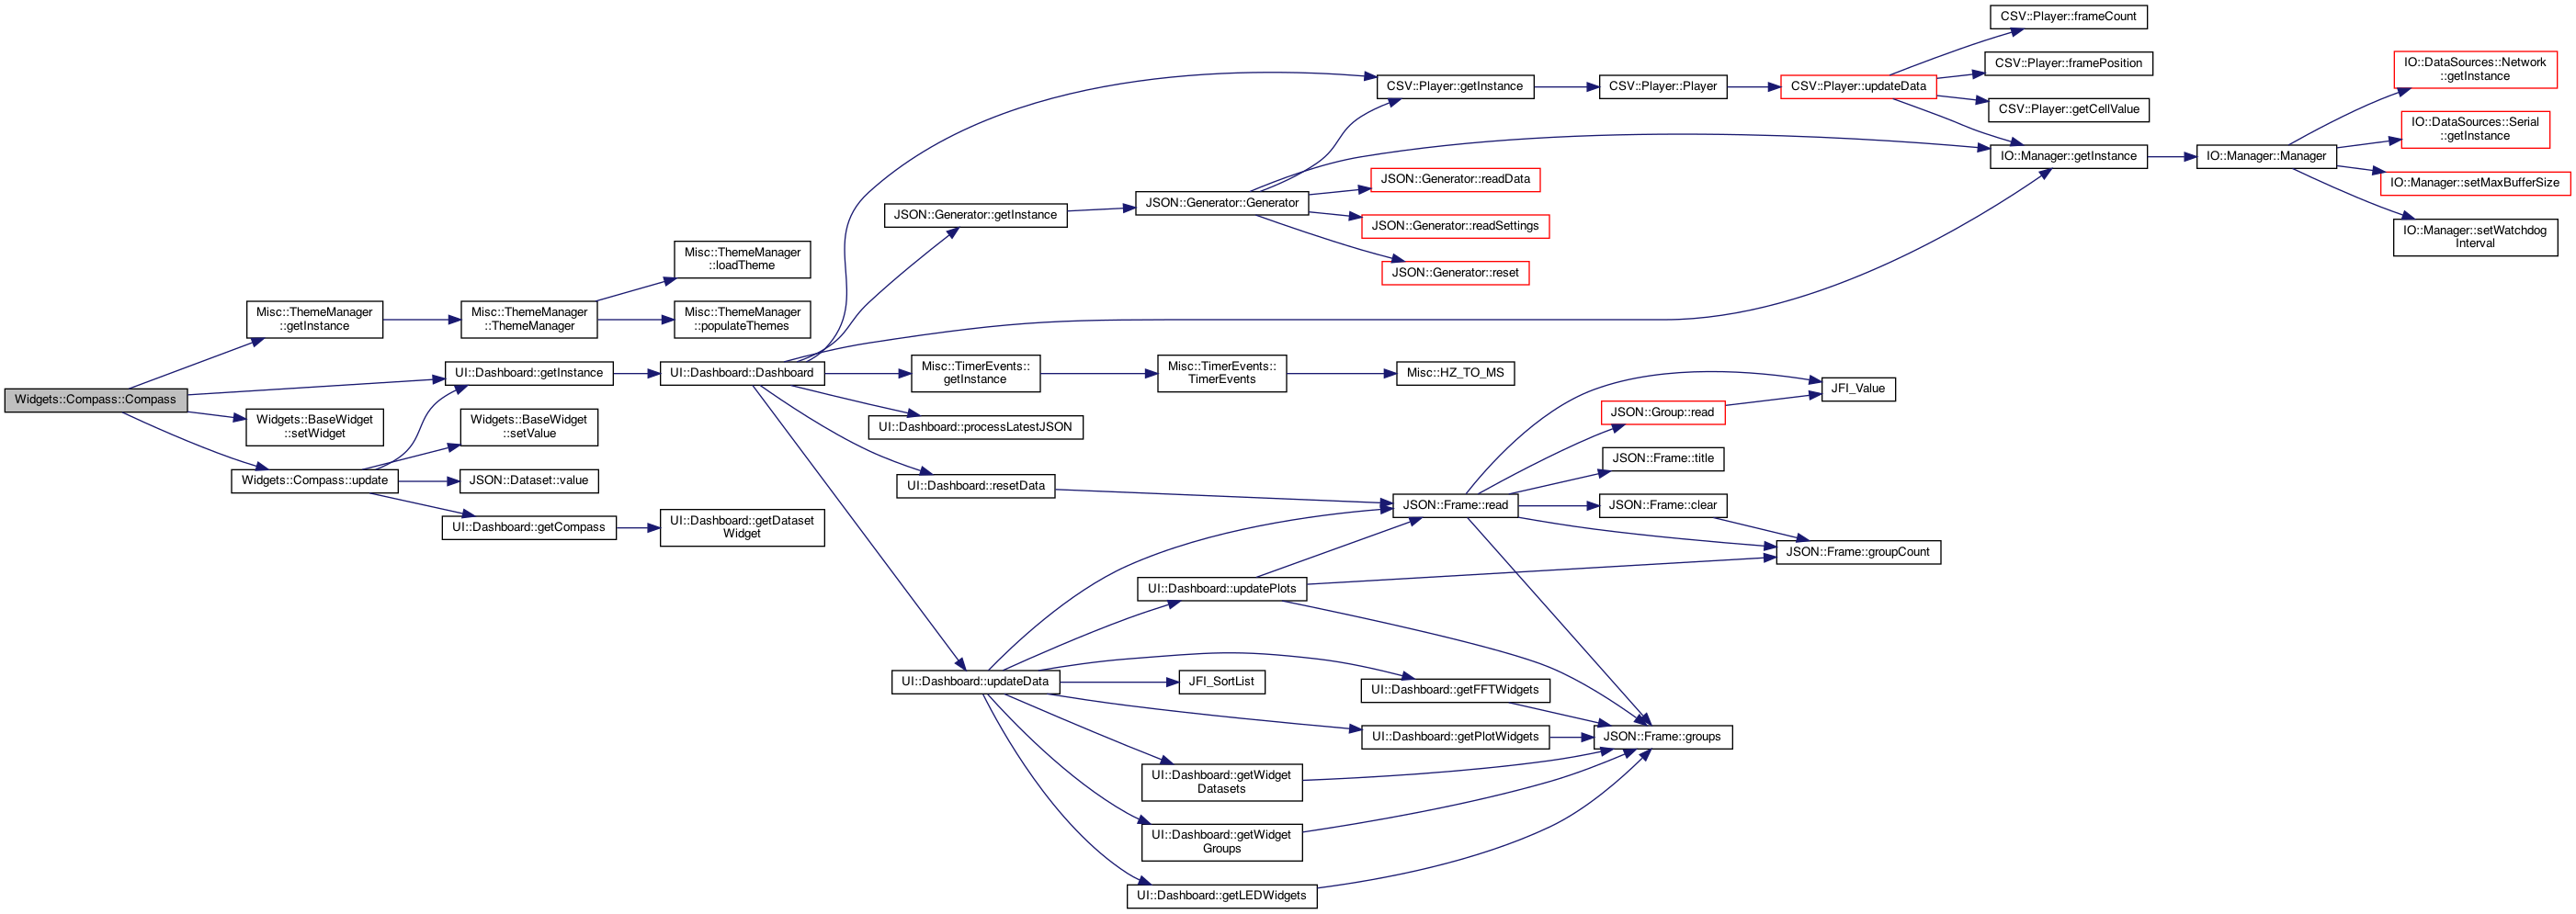 Widgets::Compass::Compass
Misc::ThemeManager
::getInstance
Misc::ThemeManager
::ThemeManager
Misc::ThemeManager
::loadTheme
Misc::ThemeManager
::populateThemes
UI::Dashboard::getInstance
Widgets::BaseWidget
::setWidget
Widgets::Compass::update
Widgets::BaseWidget
::setValue
JSON::Dataset::value
UI::Dashboard::getCompass
UI::Dashboard::getDataset
Widget
UI::Dashboard::Dashboard
JSON::Generator::getInstance
JSON::Generator::Generator
CSV::Player::getInstance
CSV::Player::Player
CSV::Player::updateData
CSV::Player::frameCount
CSV::Player::framePosition
CSV::Player::getCellValue
IO::Manager::getInstance
IO::Manager::Manager
IO::DataSources::Network
::getInstance
IO::DataSources::Serial
::getInstance
IO::Manager::setMaxBufferSize
IO::Manager::setWatchdog
Interval
JSON::Generator::readData
JSON::Generator::readSettings
JSON::Generator::reset
Misc::TimerEvents::
getInstance
Misc::TimerEvents::
TimerEvents
Misc::HZ_TO_MS
UI::Dashboard::processLatestJSON
UI::Dashboard::resetData
JSON::Frame::read
JFI_Value
JSON::Group::read
JSON::Frame::title
JSON::Frame::clear
JSON::Frame::groupCount
UI::Dashboard::updatePlots
UI::Dashboard::updateData
JFI_SortList
UI::Dashboard::getFFTWidgets
UI::Dashboard::getPlotWidgets
JSON::Frame::groups
UI::Dashboard::getWidget
Datasets
UI::Dashboard::getWidget
Groups
UI::Dashboard::getLEDWidgets